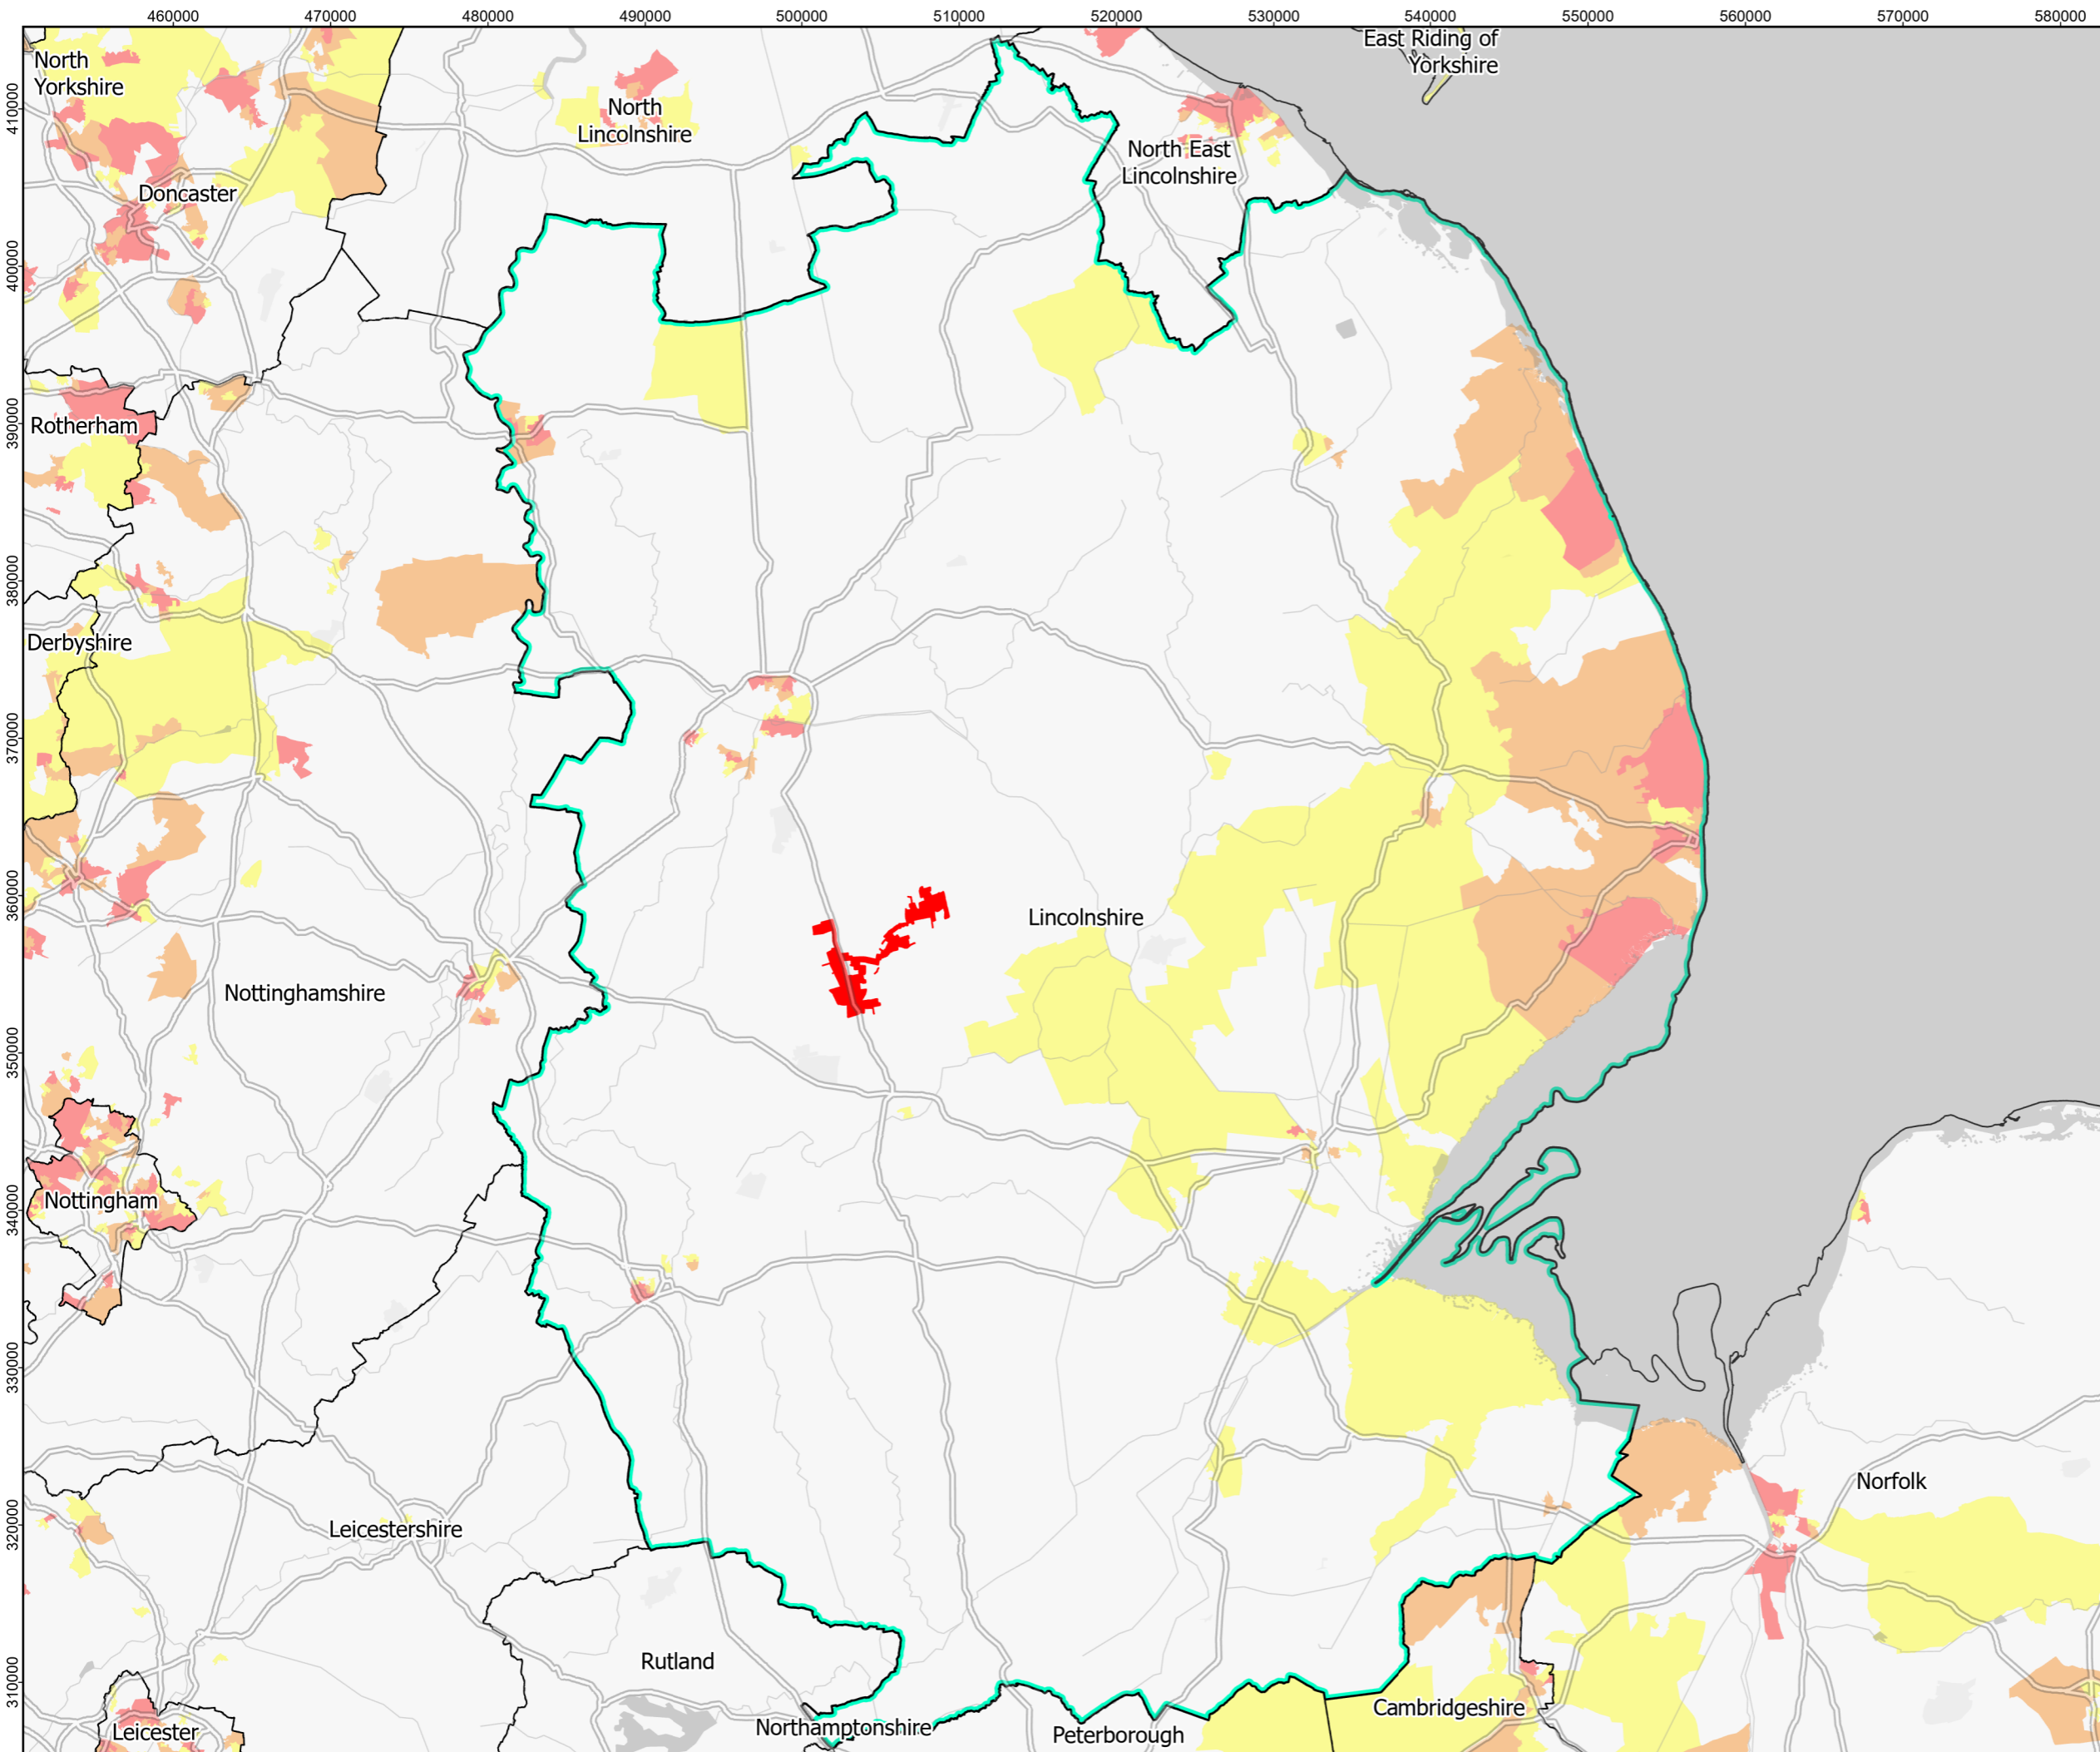 460000 470000 480000 490000 500000 510000 520000 530000 540000 550000 560000 570000 580000
East Riding of
Yorkshire
North
Yorkshire
North
Lincolnshire
North East
Lincolnshire
Doncaster
Rotherham
Derbyshire
Lincolnshire
Nottinghamshire
Nottingham
Norfolk
Leicestershire
Rutland
Cambridgeshire
Northamptonshire
Peterborough
Leicester
410000
400000
390000
380000
370000
360000
350000
340000
330000
320000
310000